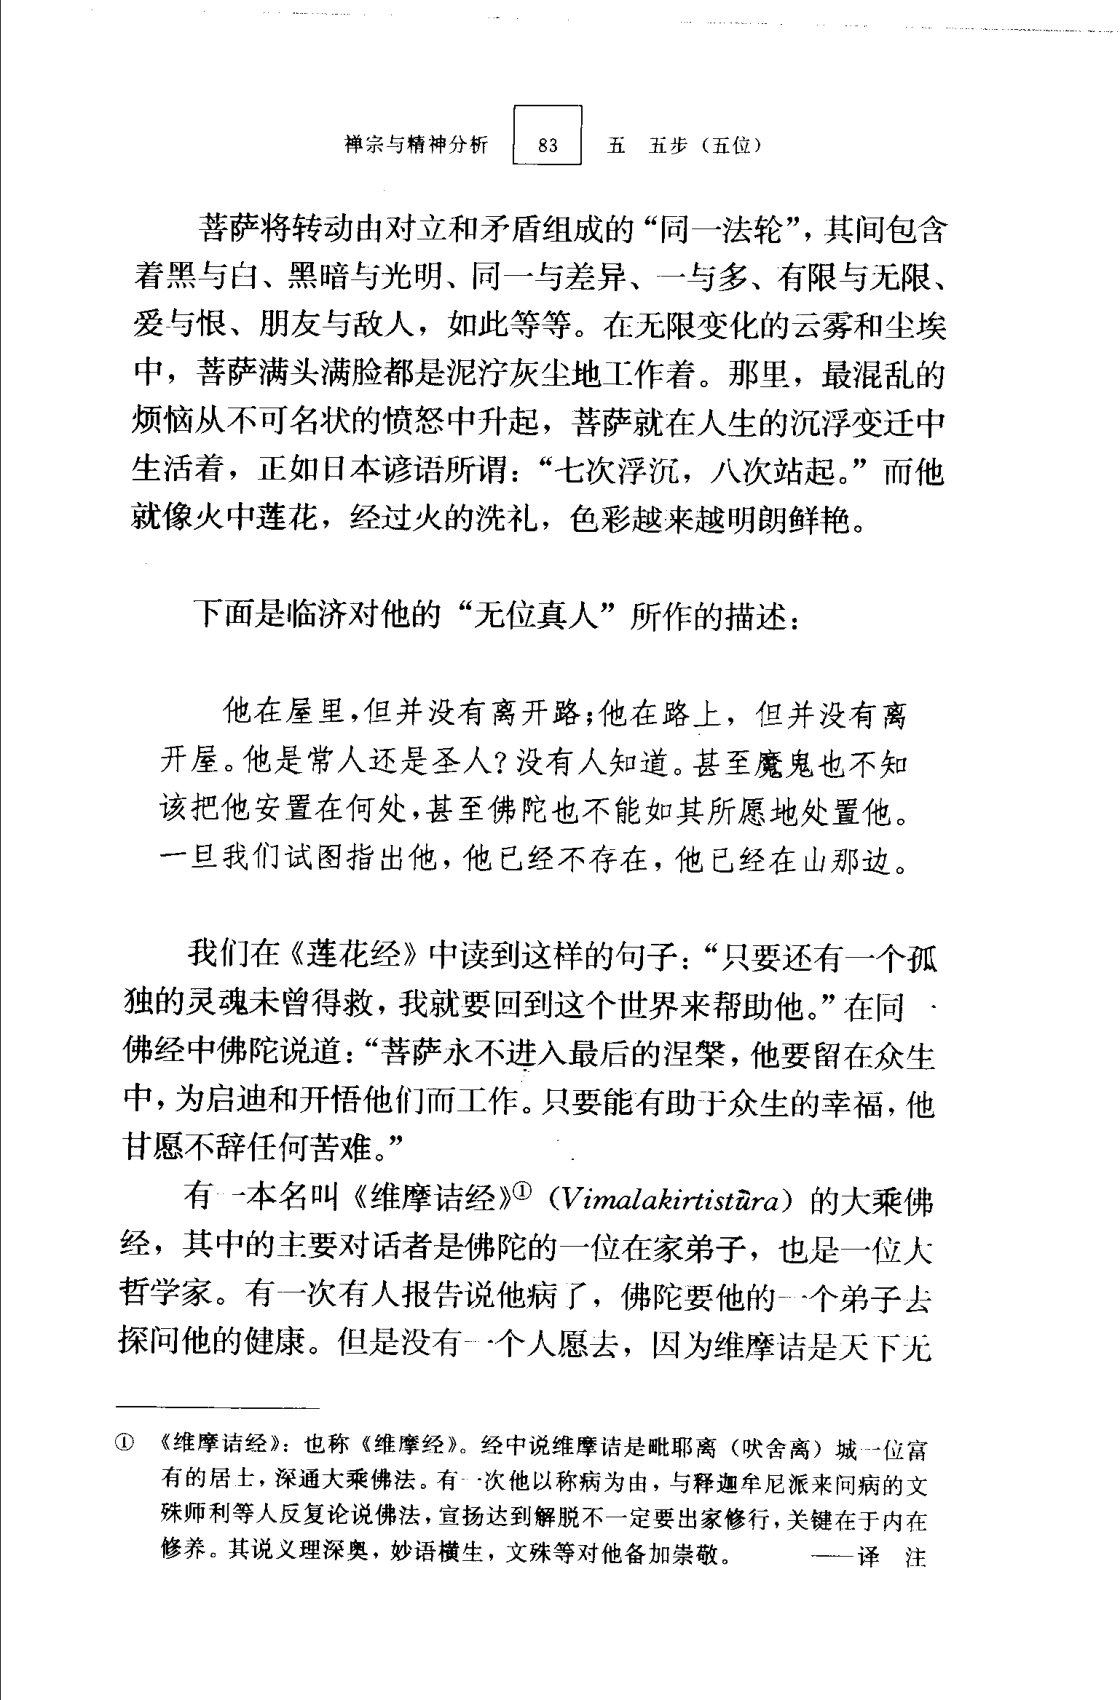 禅宗与精神分析 83 五 五步（五位）
菩萨将转动由对立和矛盾组成的“同一法轮”，其间包含
着黑与白、黑暗与光明、同一与差异、一与多、有限与无限、
爱与恨、朋友与敌人，如此等等。在无限变化的云雾和尘埃
中，菩萨满头满脸都是泥泞灰尘地工作着。那里，最混乱的
烦恼从不可名状的愤怒中升起，菩萨就在人生的沉浮变迁中
生活着，正如日本谚语所谓：“七次浮沉，八次站起。”而他
就像火中莲花，经过火的洗礼，色彩越来越明朗鲜艳。
下面是临济对他的“无位真人”所作的描述：
他在屋里，但并没有离开路；他在路上，但并没有离
开屋。他是常人还是圣人？没有人知道。甚至魔鬼也不知
该把他安置在何处，甚至佛陀也不能如其所愿地处置他。
一旦我们试图指出他，他已经不存在，他已经在山那边。
我们在《莲花经》中读到这样的句子：“只要还有一个孤
独的灵魂未曾得救，我就要回到这个世界来帮助他。”在同一
佛经中佛陀说道：“菩萨永不进入最后的涅槃，他要留在众生
中，为启迪和开悟他们而工作。只要能有助于众生的幸福，他
甘愿不辞任何苦难。”
有一本名叫《维摩诘经》①（Vimalakirtistūra）的大乘佛
经，其中的主要对话者是佛陀的一位在家弟子，也是一位大
哲学家。有一次有人报告说他病了，佛陀要他的一个弟子去
探问他的健康。但是没有一个人愿去，因为维摩诘是天下无
① 《维摩诘经》：也称《维摩经》。经中说维摩诘是毗耶离（吠舍离）城一位富
有的居士，深通大乘佛法。有一次他以称病为由，与释迦牟尼派来问病的文
殊师利等人反复论说佛法，宣扬达到解脱不一定要出家修行，关键在于内在
修养。其说义理深奥，妙语横生，文殊等对他备加崇敬。 ——译 注